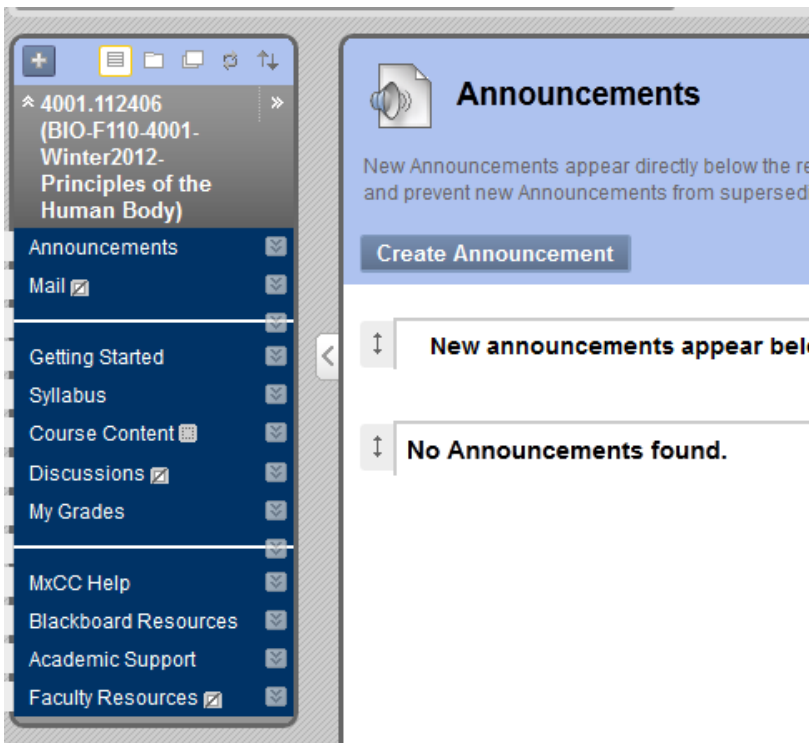 4001.112406
(BIO-F110-4001-
Winter2012-
Principles of the
Human Body)
Announcements
Mail
Getting Started
Syllabus
Course Content
Discussions
My Grades
MxCC Help
Blackboard Resources
Academic Support
Faculty Resources
Announcements
New Announcements appear directly below the re
and prevent new Announcements from supersedi
Create Announcement
New announcements appear belo
No Announcements found.